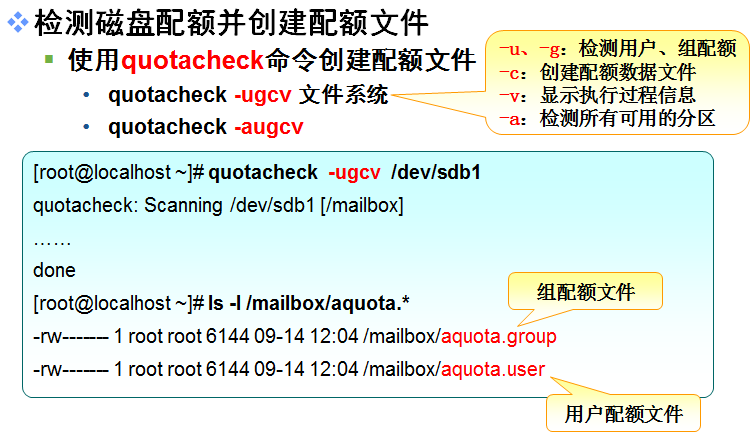 检测磁盘配额并创建配额文件
使用quotacheck命令创建配额文件
• quotacheck -ugcv 文件系统
• quotacheck -augcv
-u、-g：检测用户、组配额
-c：创建配额数据文件
-v：显示执行过程信息
-a：检测所有可用的分区
[root@localhost ~]# quotacheck -ugcv /dev/sdb1
quotacheck: Scanning /dev/sdb1 [/mailbox]
……
done
[root@localhost ~]# ls -l /mailbox/aquota.*
组配额文件
-rw------- 1 root root 6144 09-14 12:04 /mailbox/aquota.group
-rw------- 1 root root 6144 09-14 12:04 /mailbox/aquota.user
用户配额文件